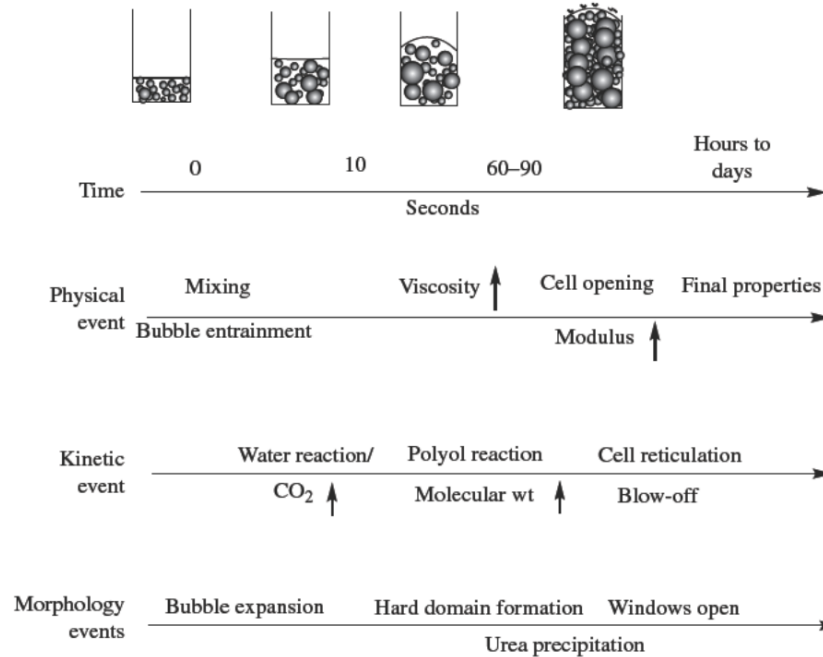 0
10
60–90
Hours to
days
Time
Seconds
Mixing
Viscosity
Cell opening
Final properties
Physical
event
Bubble entrainment
Modulus
Water reaction/
Polyol reaction
Cell reticulation
Kinetic
event
CO₂
Molecular wt
Blow-off
Morphology
events
Bubble expansion
Hard domain formation
Windows open
Urea precipitation